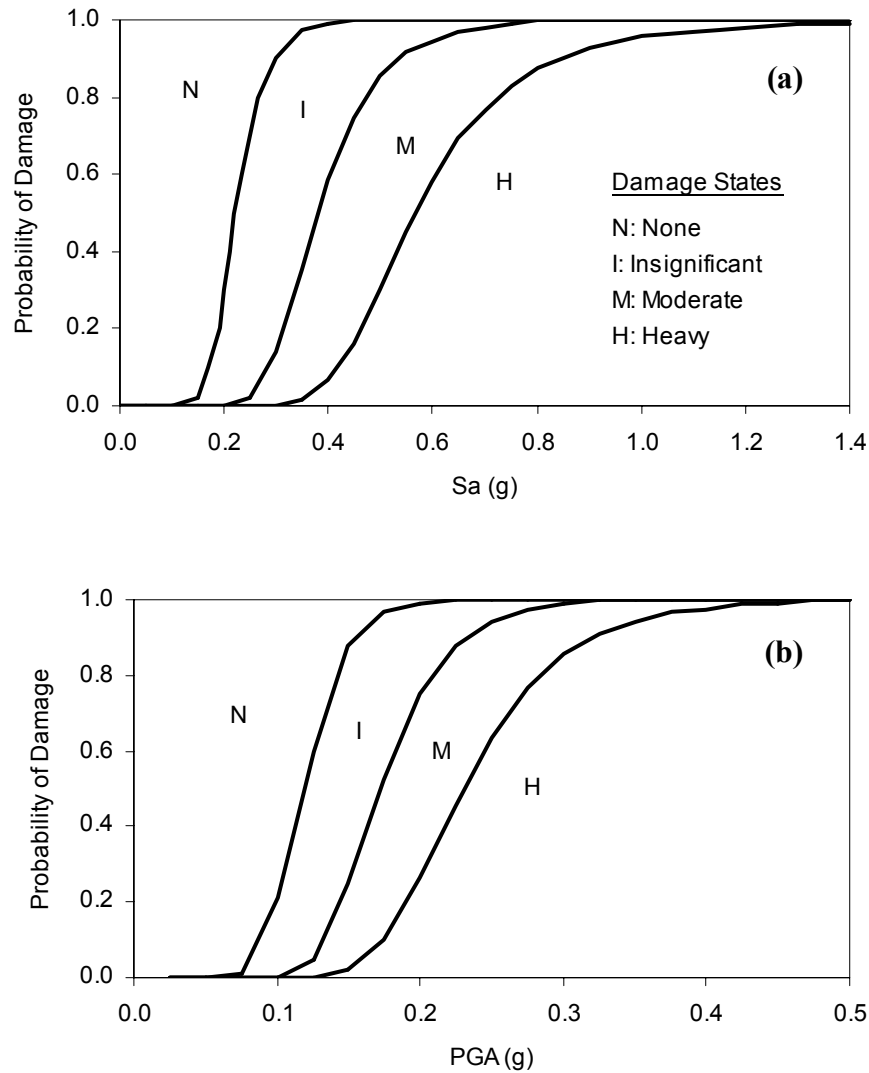 1.0
(a)
0.8
N
I
M
0.6
H
Damage States
N: None
0.4
I: Insignificant
M: Moderate
0.2
H: Heavy
0.0
Probability of Damage
0.0 0.2 0.4 0.6 0.8 1.0 1.2 1.4
Sa (g)
1.0
(b)
0.8
N
I
0.6
M
H
0.4
0.2
0.0
Probability of Damage
0.0 0.1 0.2 0.3 0.4 0.5
PGA (g)